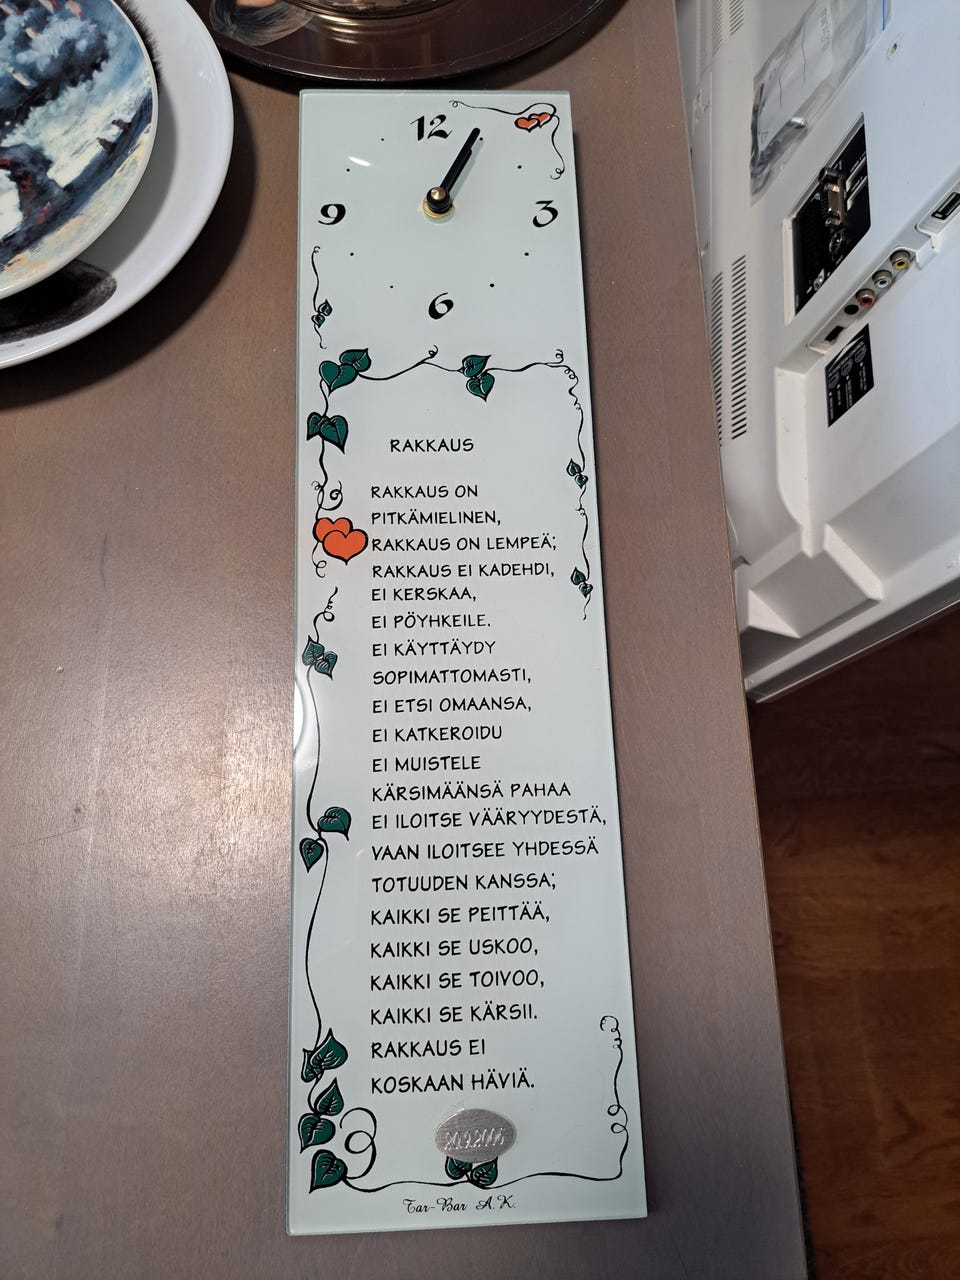 12
9
3
6
RAKKAUS
RAKKAUS ON
PITKÄMIELINEN,
RAKKAUS ON LEMPEÄ;
RAKKAUS EI KADEHDI,
EI KERSKAA,
EI PÖYHKEILE.
EI KÄYTTÄYDY
SOPIMATTOMASTI,
EI ETSI OMAANSA,
EI KATKEROIDU
EI MUISTELE
KÄRSIMÄÄNSÄ PAHAA
EI ILOITSE VÄÄRYYDESTÄ,
VAAN ILOITSEE YHDESSÄ
TOTUUDEN KANSSA;
KAIKKI SE PEITTÄÄ,
KAIKKI SE USKOO,
KAIKKI SE TOIVOO,
KAIKKI SE KÄRSII.
RAKKAUS EI
KOSKAAN HÄVIÄ.
Tar-Bar A.K.